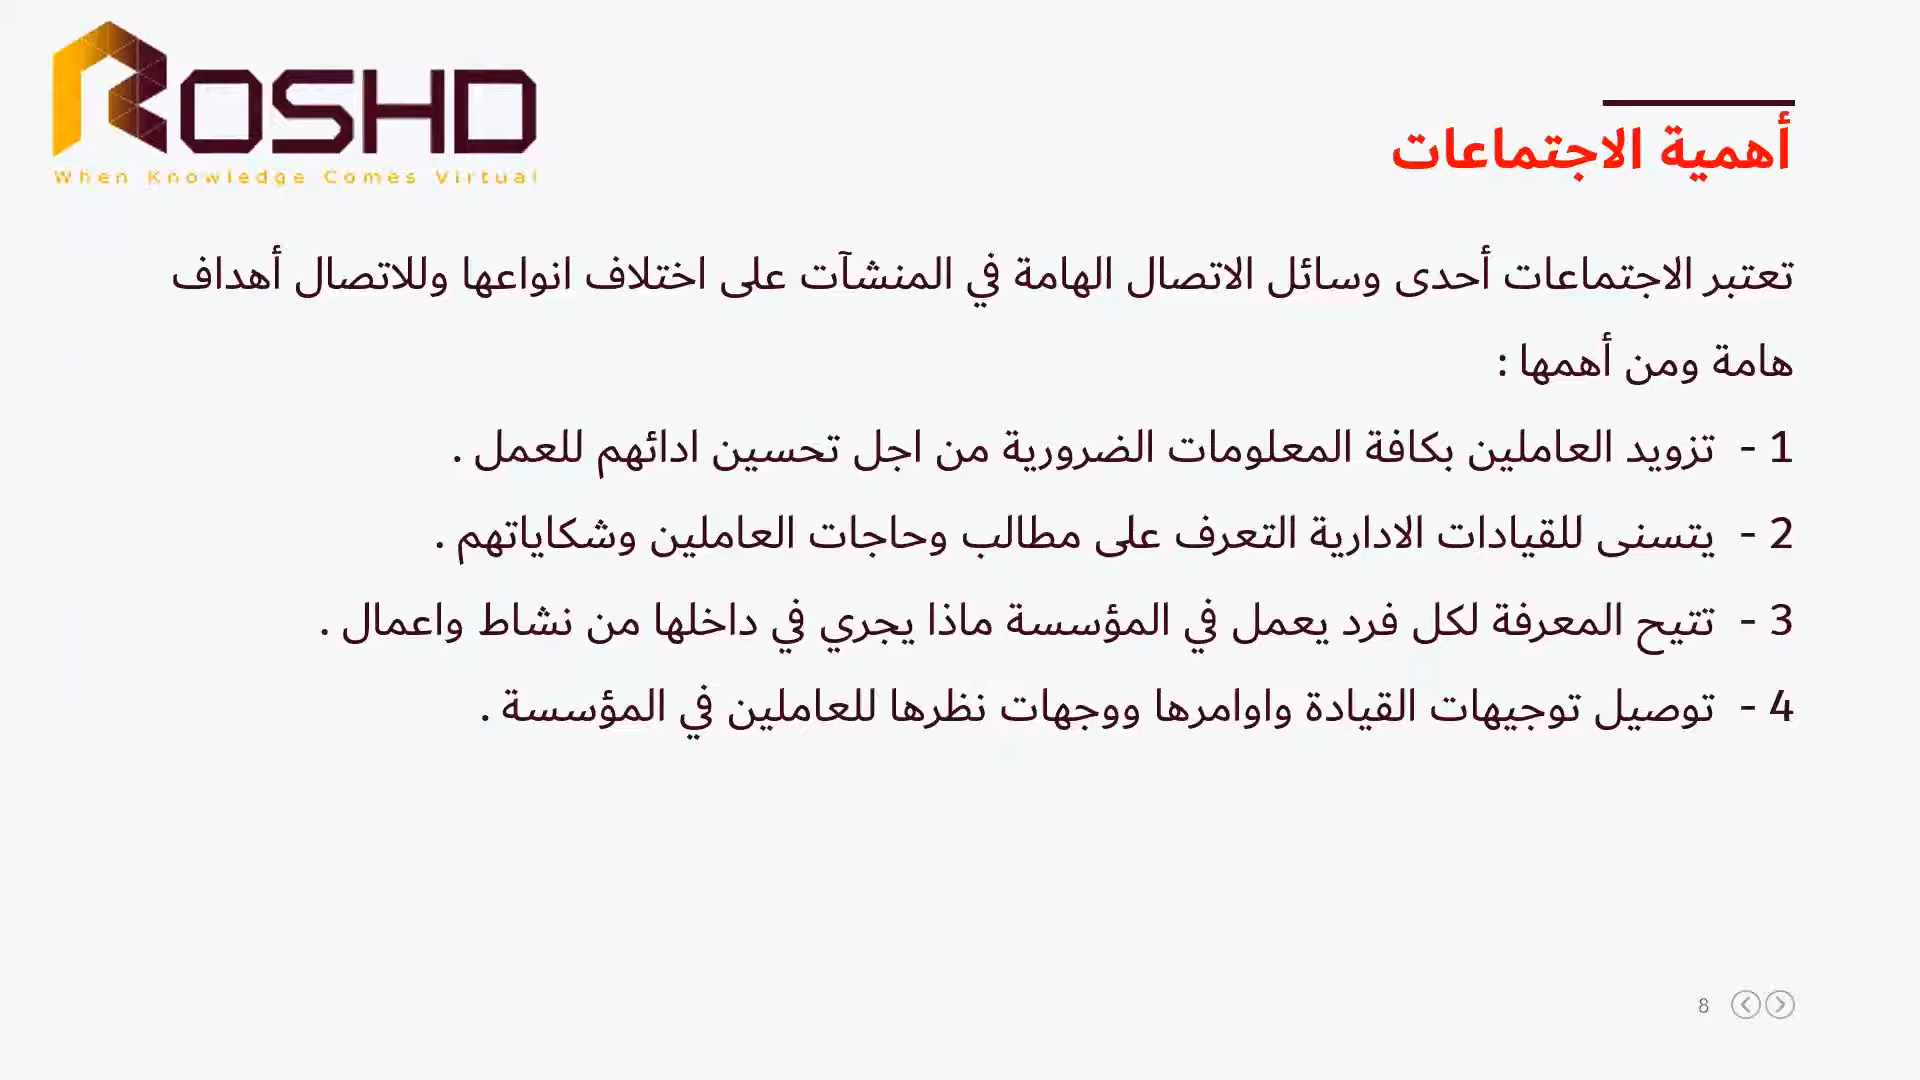 ROSHD
When Knowledge Comes Virtual
أهمية الاجتماعات
تعتبر الاجتماعات أحدى وسائل الاتصال الهامة في المنشآت على اختلاف انواعها وللاتصال أهداف
هامة ومن أهمها :
1 - تزويد العاملين بكافة المعلومات الضرورية من اجل تحسين ادائهم للعمل .
2 - يتسنى للقيادات الادارية التعرف على مطالب وحاجات العاملين وشكاياتهم .
3 - تتيح المعرفة لكل فرد يعمل في المؤسسة ماذا يجري في داخلها من نشاط واعمال .
4 - توصيل توجيهات القيادة واوامرها ووجهات نظرها للعاملين في المؤسسة .
8